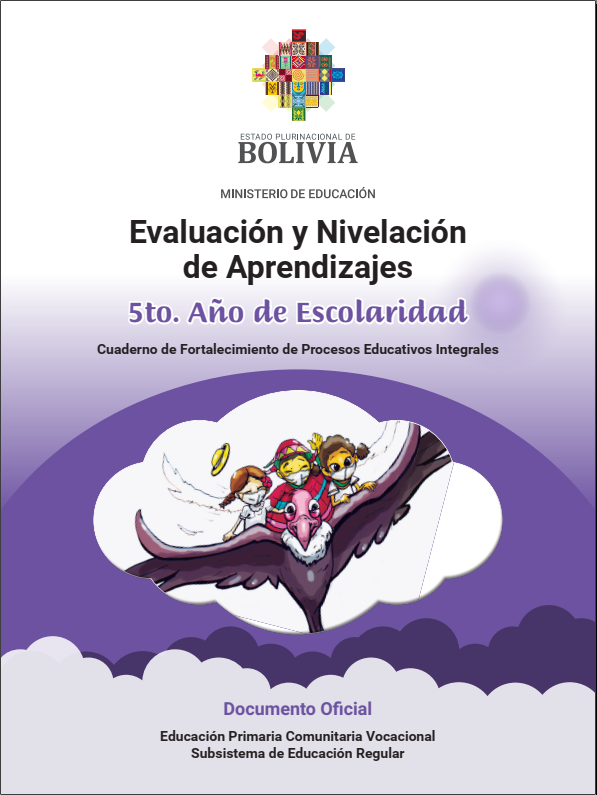 ESTADO PLURINACIONAL DE
BOLIVIA
MINISTERIO DE EDUCACIÓN
Evaluación y Nivelación
de Aprendizajes
5to. Año de Escolaridad
Cuaderno de Fortalecimiento de Procesos Educativos Integrales
Documento Oficial
Educación Primaria Comunitaria Vocacional
Subsistema de Educación Regular